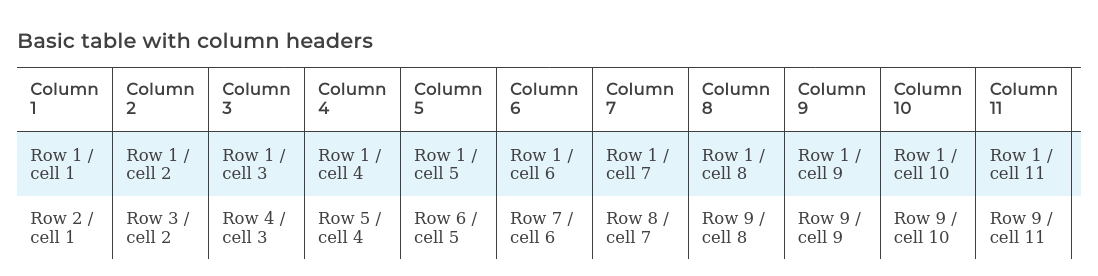 Basic table with column headers
Column 1 Column 2 Column 3 Column 4 Column 5 Column 6 Column 7 Column 8 Column 9 Column 10 Column 11
Row 1 / cell 1 Row 1 / cell 2 Row 1 / cell 3 Row 1 / cell 4 Row 1 / cell 5 Row 1 / cell 6 Row 1 / cell 7 Row 1 / cell 8 Row 1 / cell 9 Row 1 / cell 10 Row 1 / cell 11
Row 2 / cell 1 Row 3 / cell 2 Row 4 / cell 3 Row 5 / cell 4 Row 6 / cell 5 Row 7 / cell 6 Row 8 / cell 7 Row 9 / cell 8 Row 9 / cell 9 Row 9 / cell 10 Row 9 / cell 11